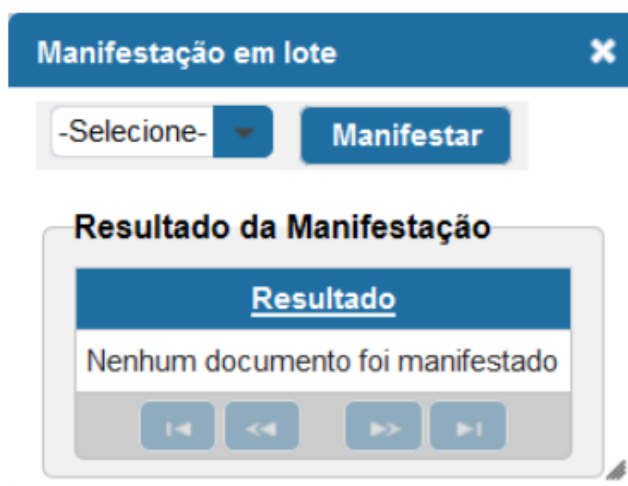 Manifestação em lote
-Selecione-
Manifestar
Resultado da Manifestação
Resultado
Nenhum documento foi manifestado